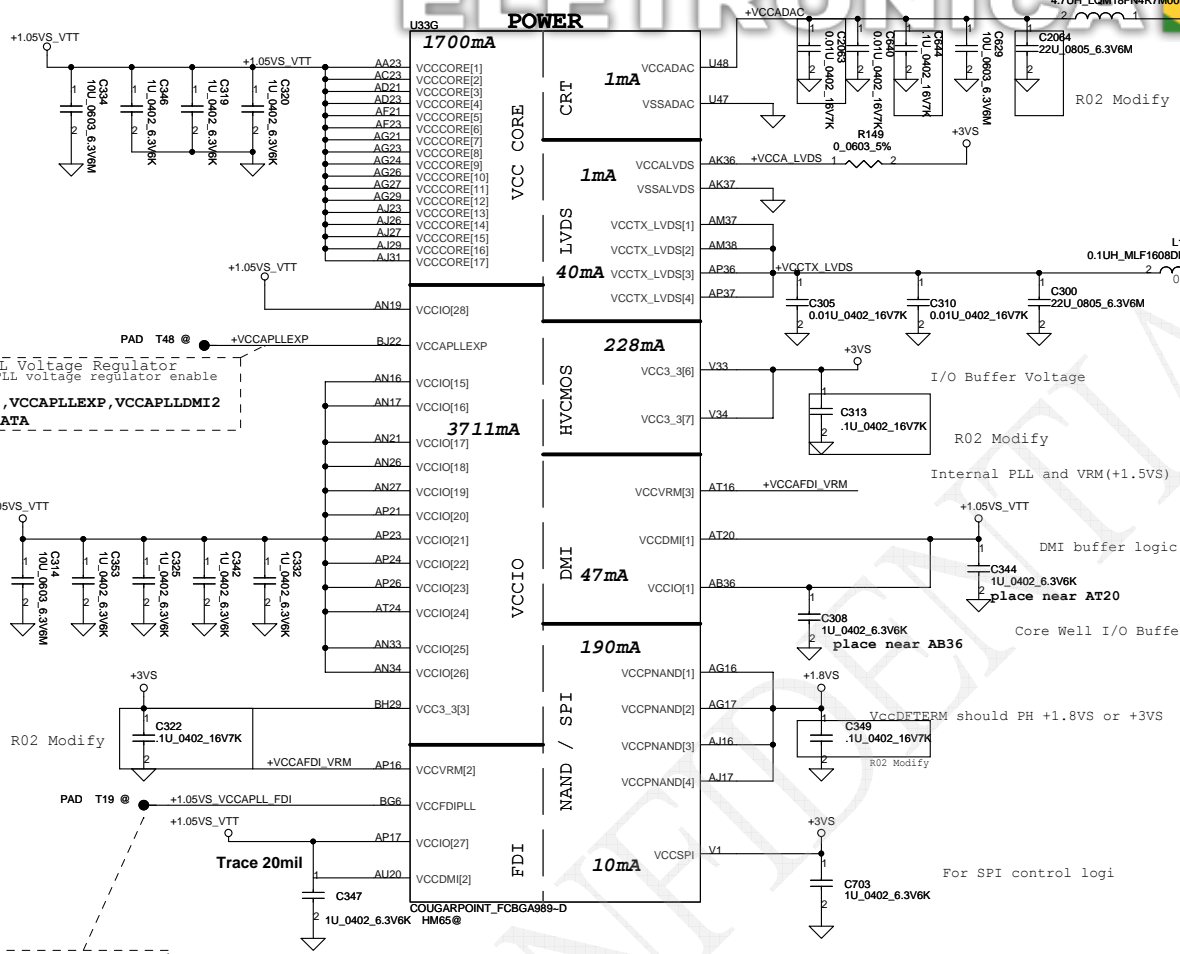 ELETRONICA
POWER
U33G
1700mA
+1.05VS_VTT
+1.05VS_VTT
C334
10U_0603_6.3V6M
C346
1U_0402_6.3V6K
C319
1U_0402_6.3V6K
C320
1U_0402_6.3V6K
AA23 VCCCORE[1]
AC23 VCCCORE[2]
AD21 VCCCORE[3]
AD23 VCCCORE[4]
AF21 VCCCORE[5]
AF23 VCCCORE[6]
AG21 VCCCORE[7]
AG23 VCCCORE[8]
AG24 VCCCORE[9]
AG26 VCCCORE[10]
AG27 VCCCORE[11]
AG29 VCCCORE[12]
AJ23 VCCCORE[13]
AJ26 VCCCORE[14]
AJ27 VCCCORE[15]
AJ29 VCCCORE[16]
AJ31 VCCCORE[17]
VCC CORE
+1.05VS_VTT
AN19 VCCIO[28]
PAD T48 @ +VCCAPLLEXP BJ22 VCCAPLLEXP
L Voltage Regulator
PLL voltage regulator enable
,VCCAPLLEXP,VCCAPLLDMI2
ATA
AN16 VCCIO[15]
AN17 VCCIO[16]
3711mA
AN21 VCCIO[17]
AN26 VCCIO[18]
AN27 VCCIO[19]
AP21 VCCIO[20]
AP23 VCCIO[21]
AP24 VCCIO[22]
AP26 VCCIO[23]
AT24 VCCIO[24]
AN33 VCCIO[25]
AN34 VCCIO[26]
VCCIO
05VS_VTT
C314
10U_0603_6.3V6M
C353
1U_0402_6.3V6K
C325
1U_0402_6.3V6K
C342
1U_0402_6.3V6K
C332
1U_0402_6.3V6K
+3VS
BH29 VCC3_3[3]
C322
.1U_0402_16V7K
R02 Modify
+VCCAFDI_VRM AP16 VCCVRM[2]
PAD T19 @ +1.05VS_VCCAPLL_FDI BG6 VCCFDIPLL
+1.05VS_VTT
AP17 VCCIO[27]
Trace 20mil
AU20 VCCDMI[2]
FDI
C347
1U_0402_6.3V6K
COUGARPOINT_FCBGA989~D
HM65@
CRT
1mA
VCCADAC U48 +VCCADAC
VSSADAC U47
4.7UH_LQM18FN4R7M00
C2063
0.01U_0402_16V7K
C640
0.01U_0402_16V7K
C644
.1U_0402_16V7K
C629
10U_0603_6.3V6M
C2064
22U_0805_6.3V6M
R02 Modify
LVDS
1mA
VCCALVDS AK36 +VCCA_LVDS
R149
0_0603_5%
+3VS
VSSALVDS AK37
VCCTX_LVDS[1] AM37
VCCTX_LVDS[2] AM38
40mA
VCCTX_LVDS[3] AP36 +VCCTX_LVDS
VCCTX_LVDS[4] AP37
0.1UH_MLF1608D
C305
0.01U_0402_16V7K
C310
0.01U_0402_16V7K
C300
22U_0805_6.3V6M
HVCMOS
228mA
+3VS
VCC3_3[6] V33
VCC3_3[7] V34
C313
.1U_0402_16V7K
I/O Buffer Voltage
R02 Modify
Internal PLL and VRM(+1.5VS)
DMI
VCCVRM[3] AT16 +VCCAFDI_VRM
+1.05VS_VTT
VCCDMI[1] AT20
DMI buffer logic
47mA
C344
1U_0402_6.3V6K
place near AT20
VCCIO[1] AB36
C308
1U_0402_6.3V6K
place near AB36
Core Well I/O Buffe
NAND / SPI
190mA
VCCPNAND[1] AG16
+1.8VS
VCCPNAND[2] AG17
VccDFTERM should PH +1.8VS or +3VS
VCCPNAND[3] AJ16
C349
.1U_0402_16V7K
R02 Modify
VCCPNAND[4] AJ17
+3VS
VCCSPI V1
10mA
For SPI control logi
C703
1U_0402_6.3V6K
NFIDENTIA